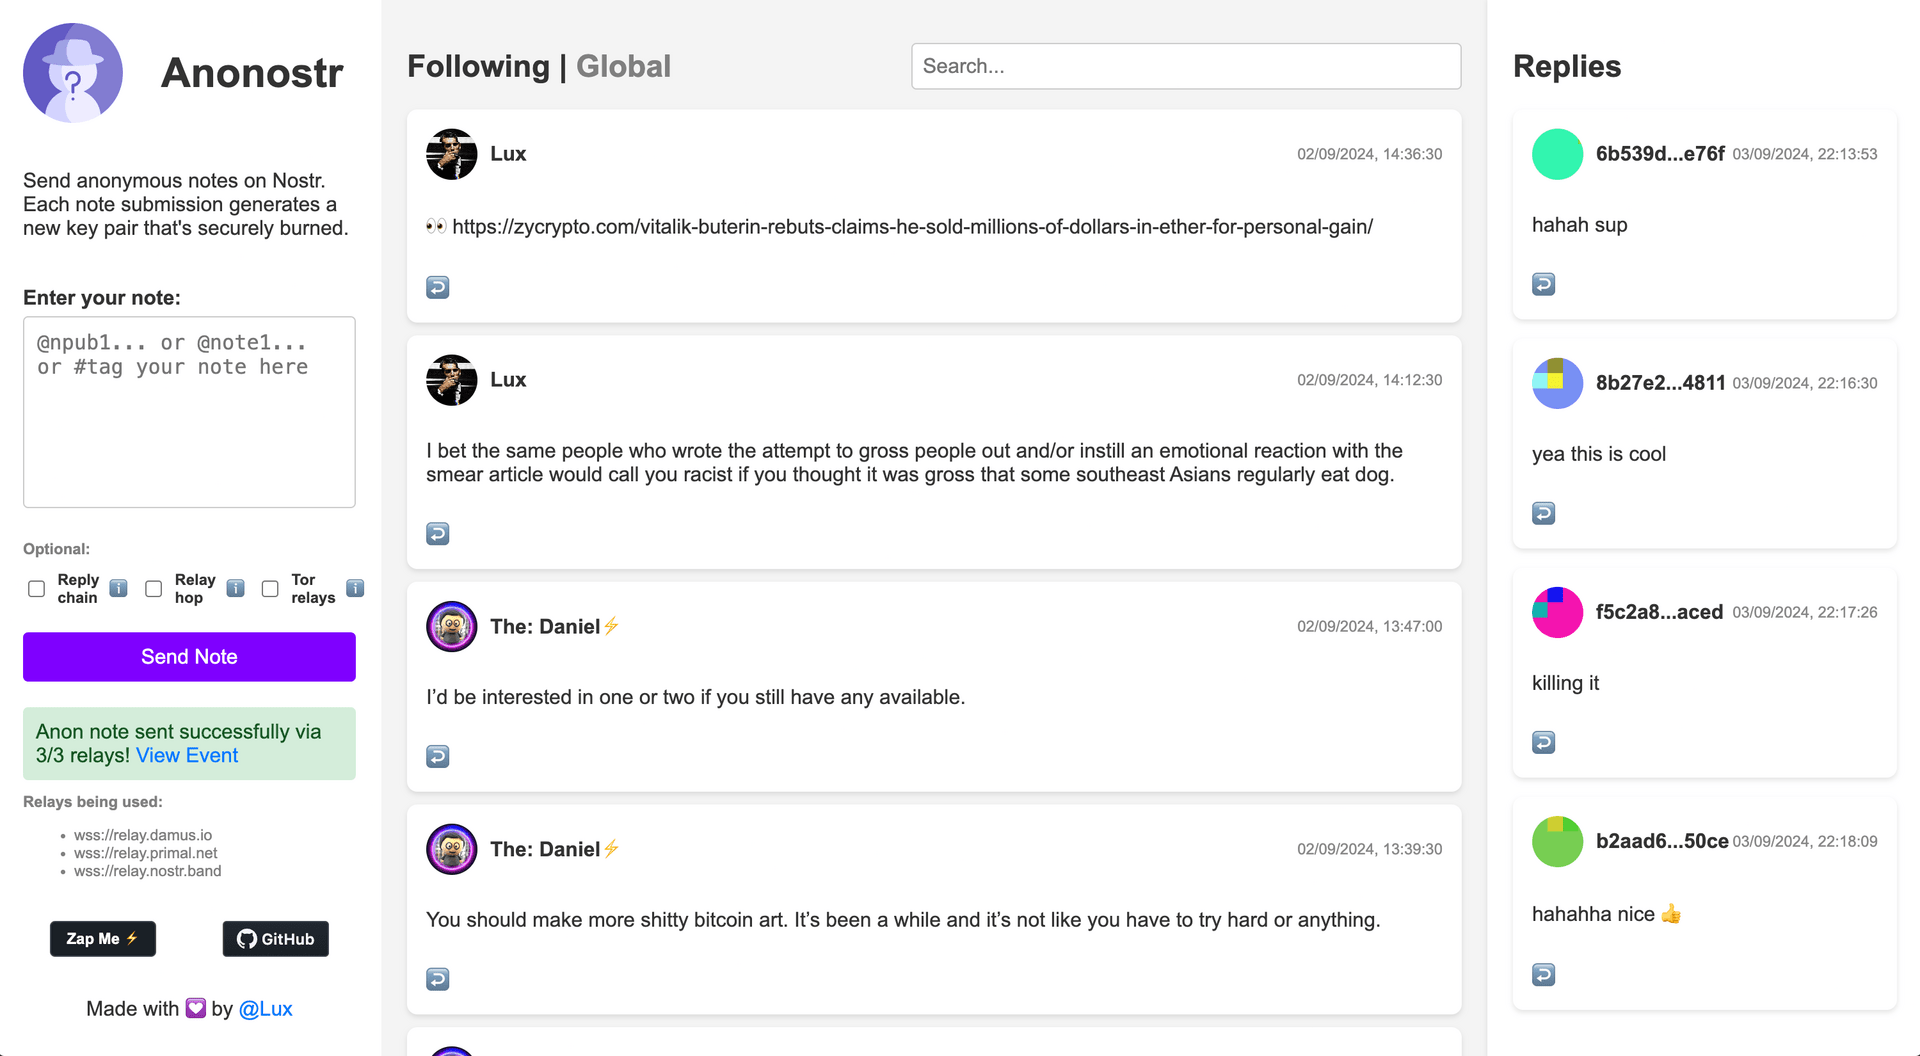 Anonostr
Send anonymous notes on Nostr.
Each note submission generates a
new key pair that's securely burned.
Enter your note:
@npub1... or @note1...
or #tag your note here
Optional:
Reply
chain
Relay
hop
Tor
relays
Send Note
Anon note sent successfully via
3/3 relays! View Event
Relays being used:
• wss://relay.damus.io
• wss://relay.primal.net
• wss://relay.nostr.band
Zap Me ⚡
GitHub
Made with 💟 by @Lux
Following | Global
Search...
Lux
02/09/2024, 14:36:30
👀 https://zycrypto.com/vitalik-buterin-rebuts-claims-he-sold-millions-of-dollars-in-ether-for-personal-gain/
Lux
02/09/2024, 14:12:30
I bet the same people who wrote the attempt to gross people out and/or instill an emotional reaction with the
smear article would call you racist if you thought it was gross that some southeast Asians regularly eat dog.
The: Daniel⚡
02/09/2024, 13:47:00
I’d be interested in one or two if you still have any available.
The: Daniel⚡
02/09/2024, 13:39:30
You should make more shitty bitcoin art. It’s been a while and it’s not like you have to try hard or anything.
Replies
6b539d...e76f 03/09/2024, 22:13:53
hahah sup
8b27e2...4811 03/09/2024, 22:16:30
yea this is cool
f5c2a8...aced 03/09/2024, 22:17:26
killing it
b2aad6...50ce 03/09/2024, 22:18:09
hahahha nice 👍